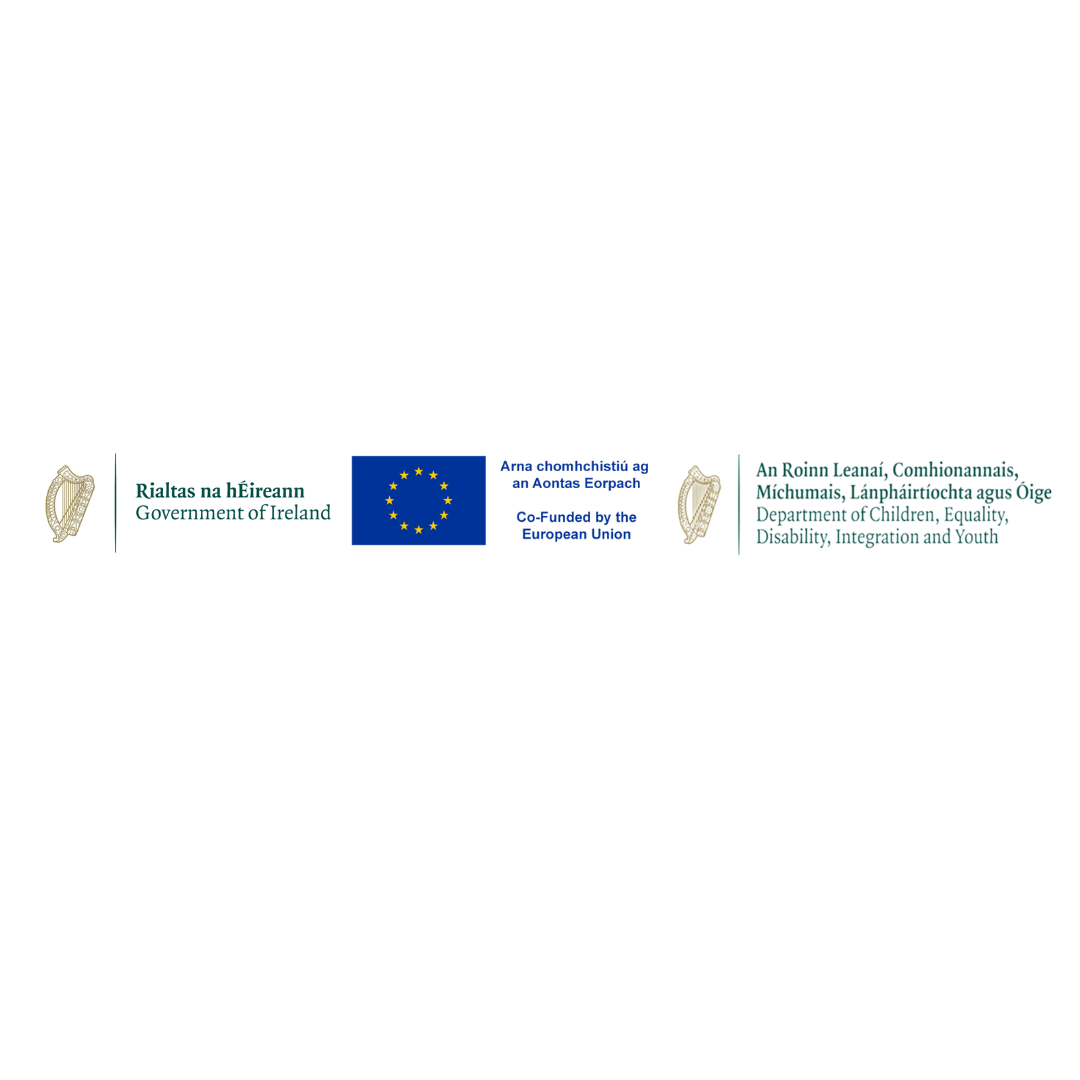 Rialtas na hÉireann
Government of Ireland
Arna chomhchistiú ag
an Aontas Eorpach
Co-Funded by the
European Union
An Roinn Leanaí, Comhionannais,
Míchumais, Lánpháirtíochta agus Óige
Department of Children, Equality,
Disability, Integration and Youth